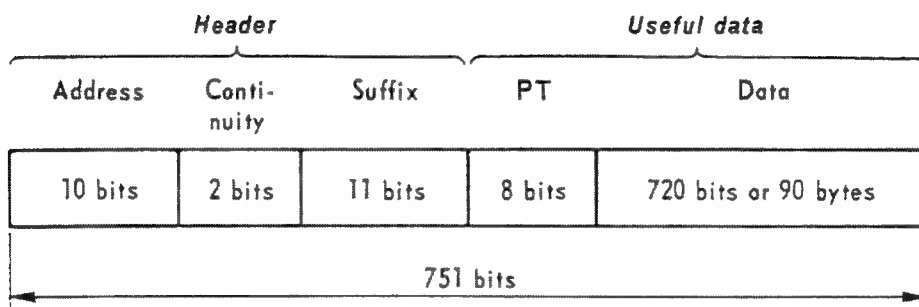 Header Useful data
Address Conti-nuity Suffix PT Data
10 bits 2 bits 11 bits 8 bits 720 bits or 90 bytes
751 bits